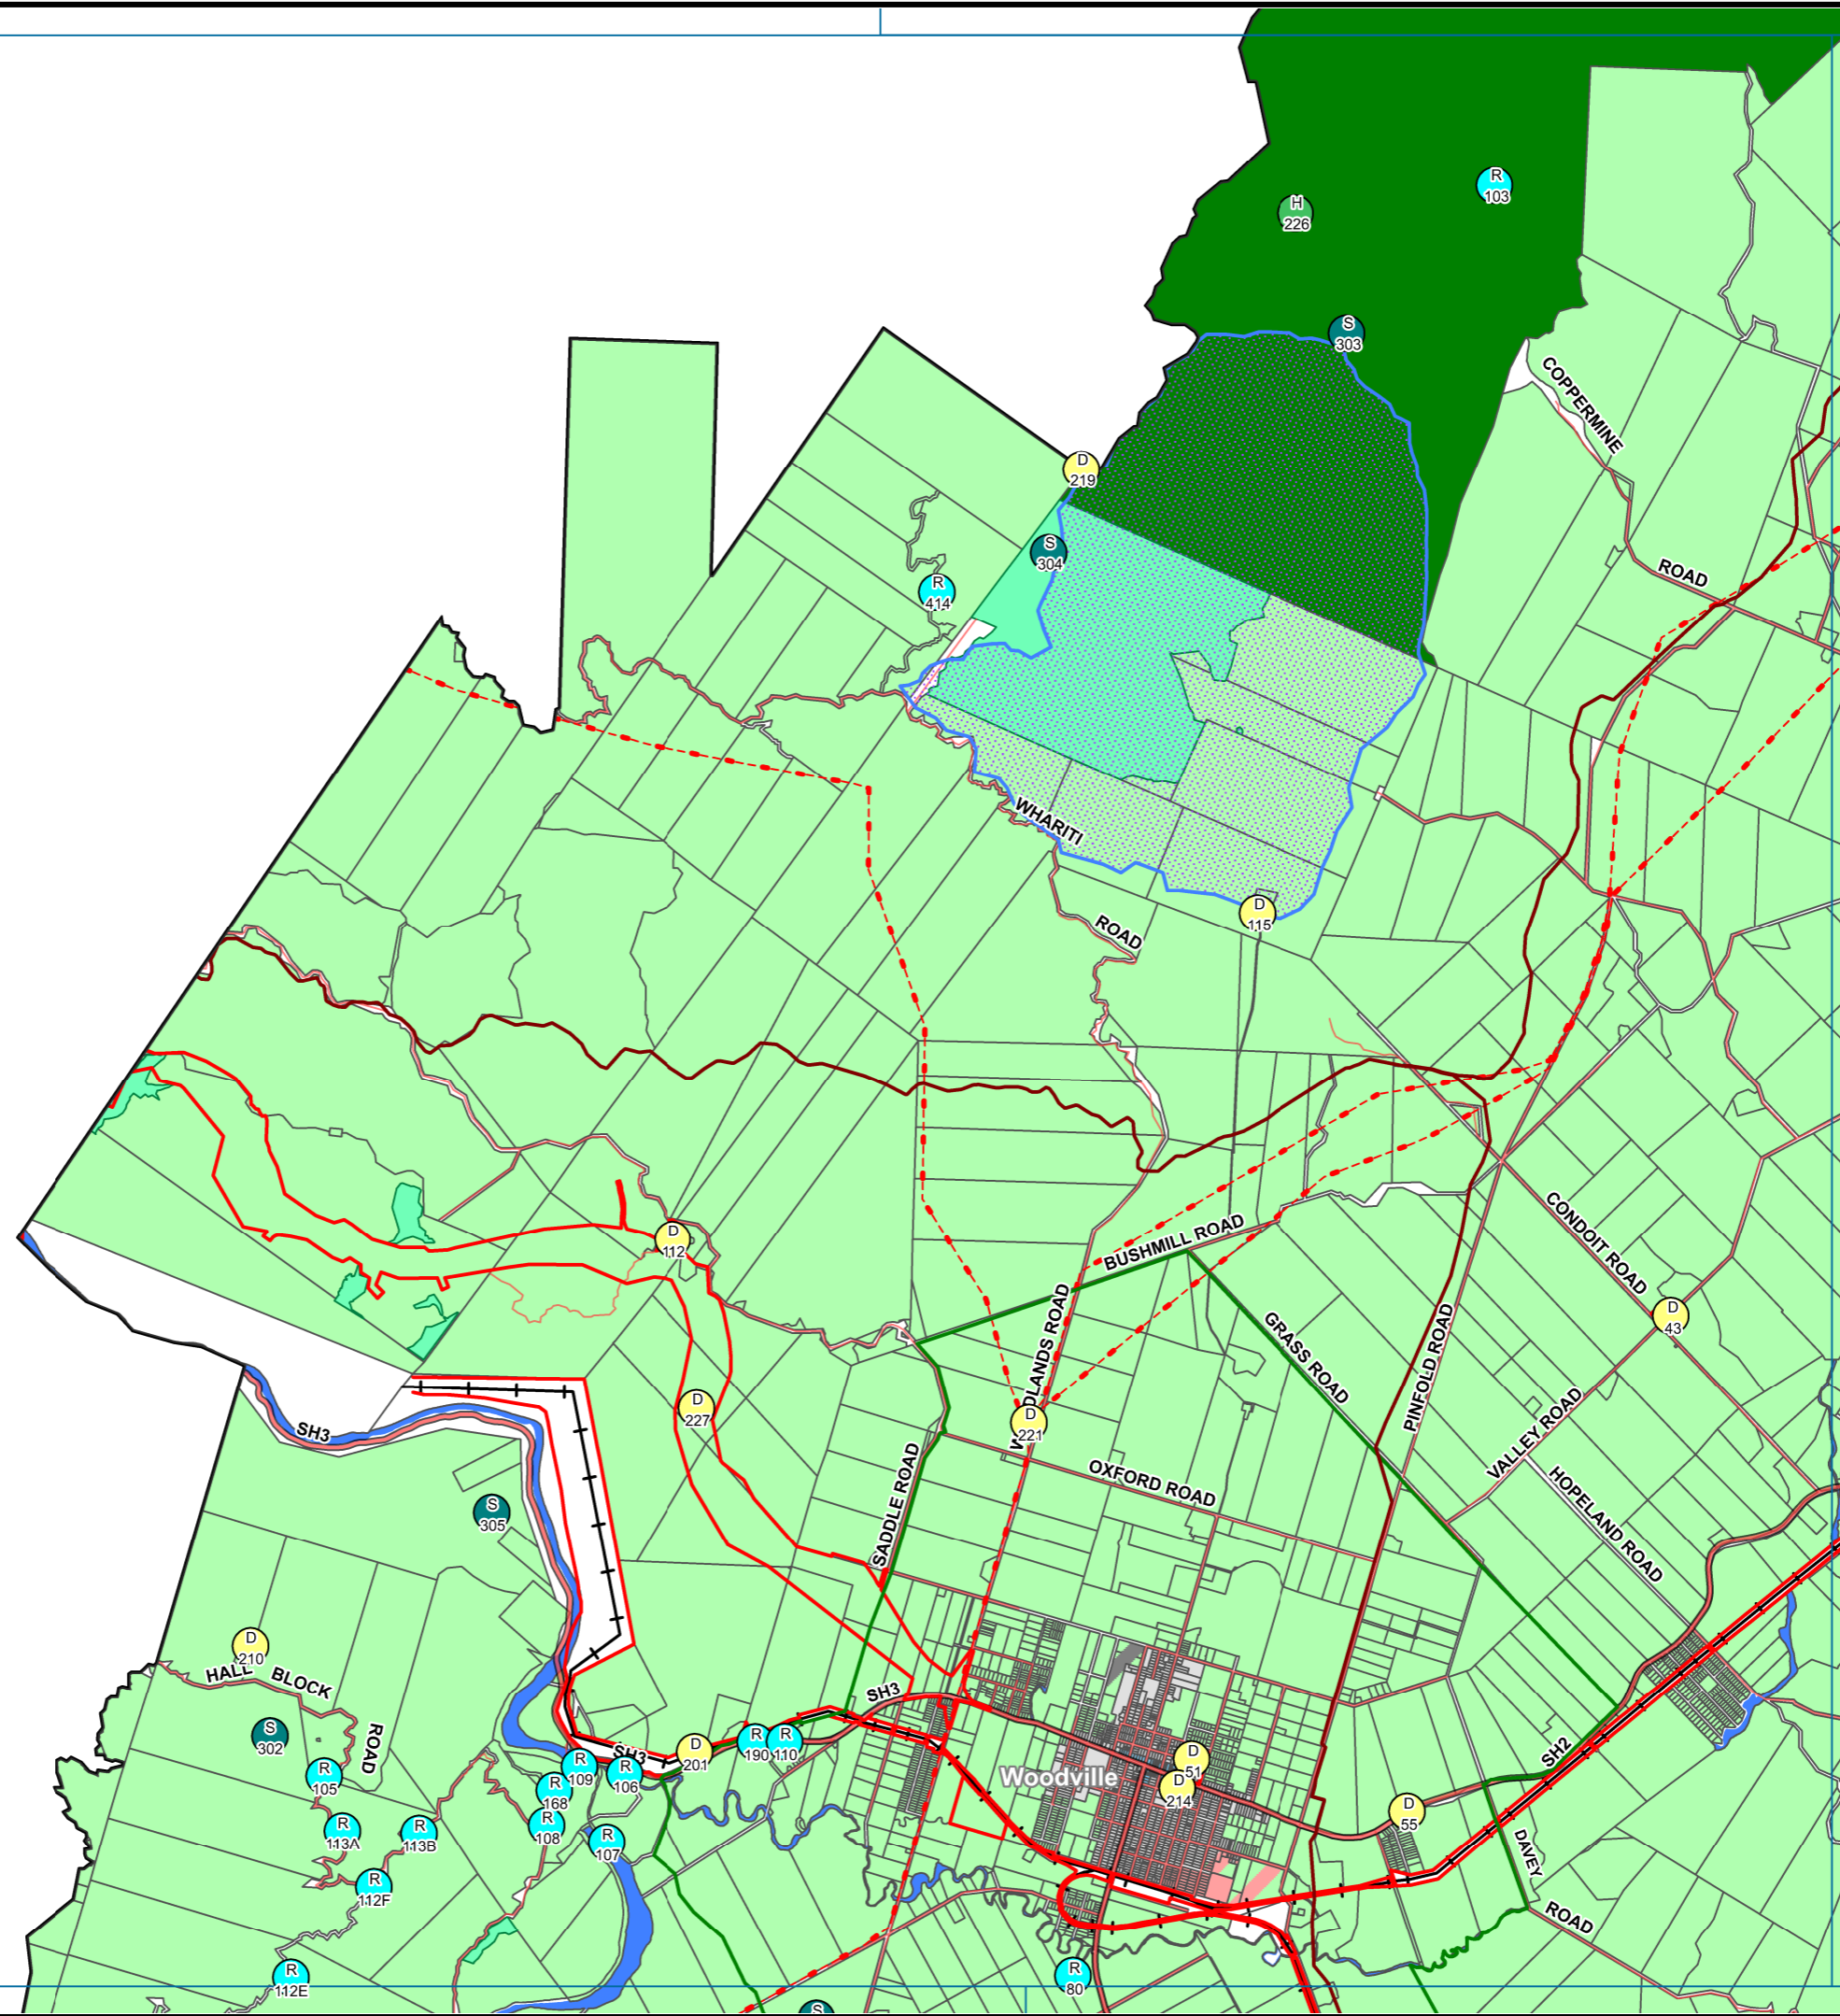 R
103
H
226
S
303
COPPERMINE
D
219
S
304
ROAD
R
414
WHARITI
D
115
ROAD
CONDOIT ROAD
D
112
BUSHMILL ROAD
D
43
GRASS ROAD
PINFOLD ROAD
D
227
D
221
SH3
VALLEY ROAD
OXFORD ROAD
SADDLE ROAD
HOPELAND ROAD
S
305
D
210
HALL BLOCK
ROAD
SH3
S
302
R
190
R
110
D
201
SH3
SH2
R
109
R
106
R
105
R
168
D
51
Woodville
D
214
R
113A
R
113B
R
108
R
107
D
55
DAVEY
ROAD
R
112F
R
112E
R
80
S